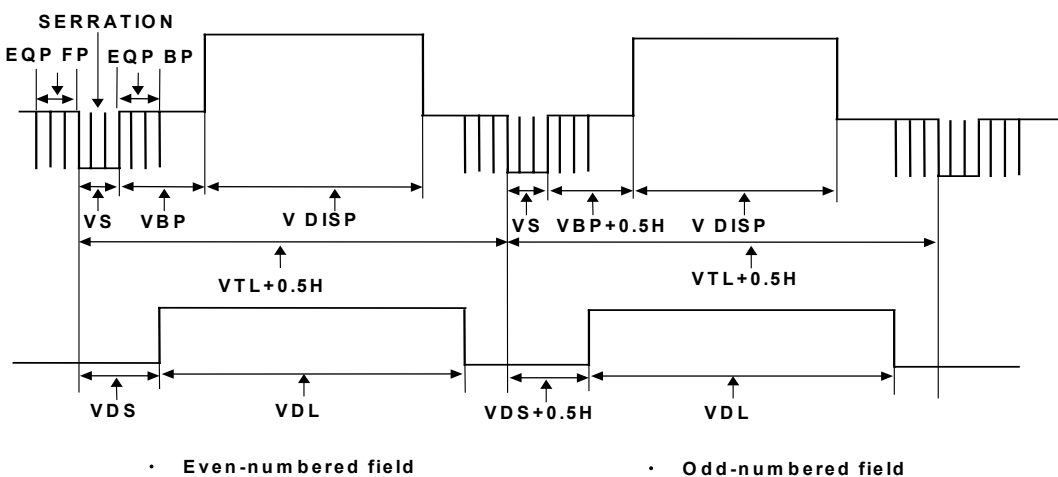 SERRATION
EQP FP EQP BP
VS VBP V DISP VS VBP+0.5H V DISP
VTL+0.5H VTL+0.5H
VDS VDL VDS+0.5H VDL
· Even-numbered field · Odd-numbered field